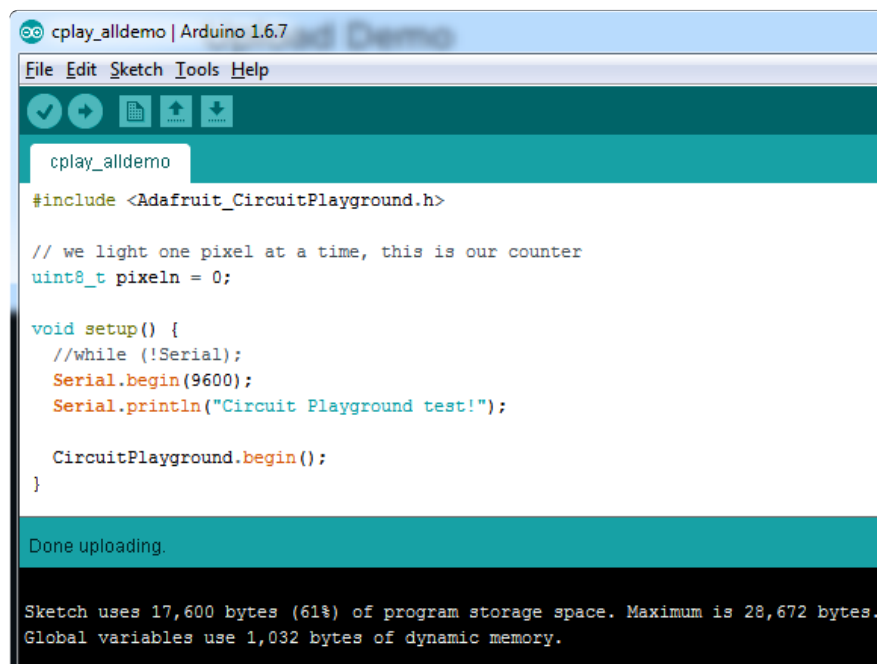 cplay_alldemo | Arduino 1.6.7
Upload Demo
File Edit Sketch Tools Help
cplay_alldemo
#include <Adafruit_CircuitPlayground.h>
// we light one pixel at a time, this is our counter
uint8_t pixeln = 0;
void setup() {
  //while (!Serial);
  Serial.begin(9600);
  Serial.println("Circuit Playground test!");
  CircuitPlayground.begin();
}
Done uploading.
Sketch uses 17,600 bytes (61%) of program storage space. Maximum is 28,672 bytes.
Global variables use 1,032 bytes of dynamic memory.